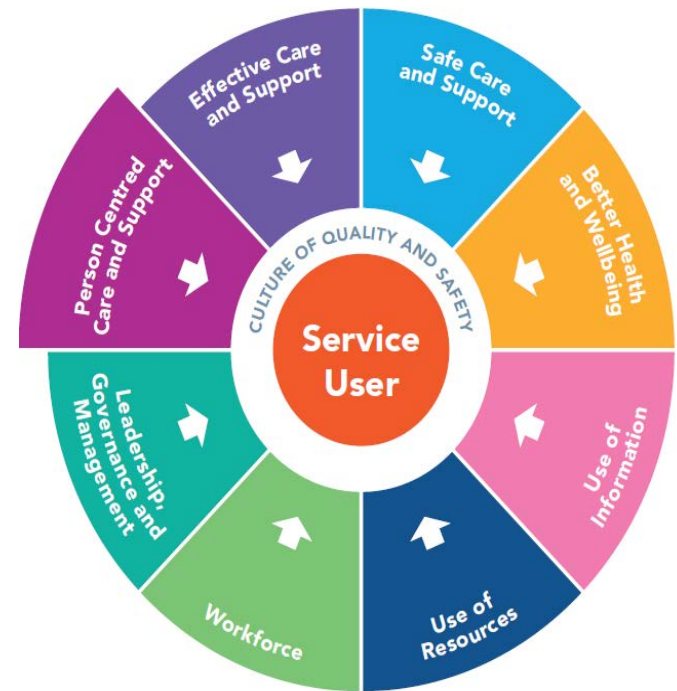 Effective Care
and Support
Safe Care
and Support
Better Health
and Wellbeing
Use of
Information
Use of
Resources
Workforce
Leadership,
Governance and
Management
Person Centred
Care and Support
CULTURE OF QUALITY AND SAFETY
Service
User